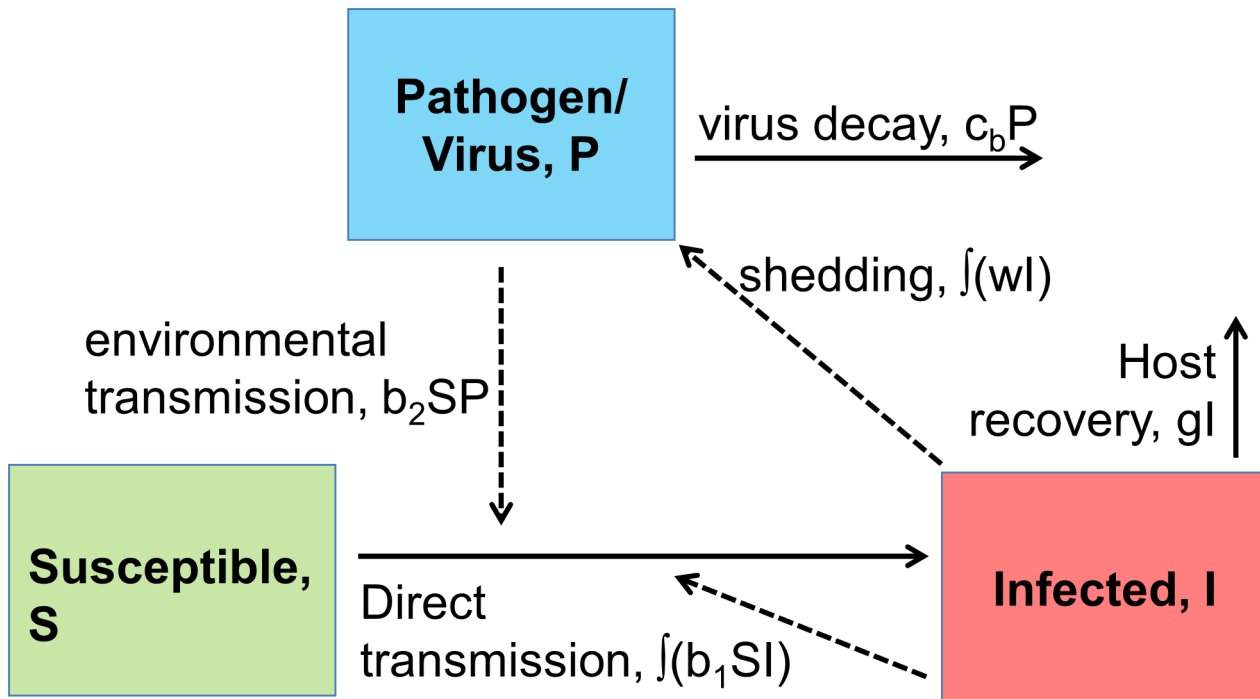 Pathogen/
Virus, P
virus decay, c_bP
shedding, ∫(wI)
environmental
transmission, b₂SP
Host
recovery, gI
Susceptible,
S
Direct
transmission, ∫(b₁SI)
Infected, I